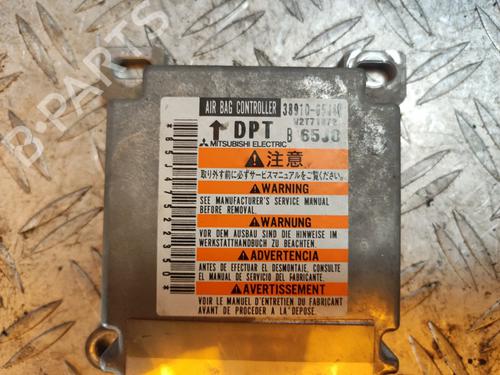 AIR BAG CONTROLLER
DPT
B 65J0
MITSUBISHI ELECTRIC
注意
取り外す前に必ずサービスマニュアルをご覧ください。
WARNING
SEE MANUFACTURER'S SERVICE MANUAL
BEFORE REMOVAL.
WARNUNG
VOR DEM AUSBAU SIND DIE HINWEISE IM
WERKSTATTHANDBUCH ZU BEACHTEN.
ADVERTENCIA
ANTES DE EFECTUAR EL DESMONTAJE, CONSULTE
EL MANUAL DE SERVICIO DEL FABRICANTE.
AVERTISSEMENT
VOIR LE MANUEL D'ENTRETIEN DU FABRICANT
AVANT DE PROCEDER A LA DEPOSE.